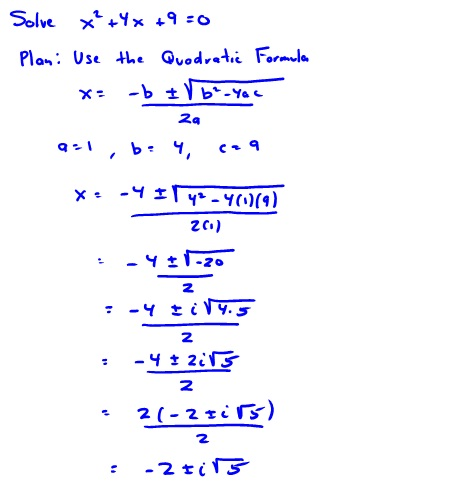 Solve x² + 4x + 9 = 0
Plan: Use the Quadratic Formula
x = (-b ± √(b² - 4ac)) / 2a
a = 1, b = 4, c = 9
x = (-4 ± √(4² - 4(1)(9))) / 2(1)
= (-4 ± √-20) / 2
= (-4 ± i√(4·5)) / 2
= (-4 ± 2i√5) / 2
= 2(-2 ± i√5) / 2
= -2 ± i√5